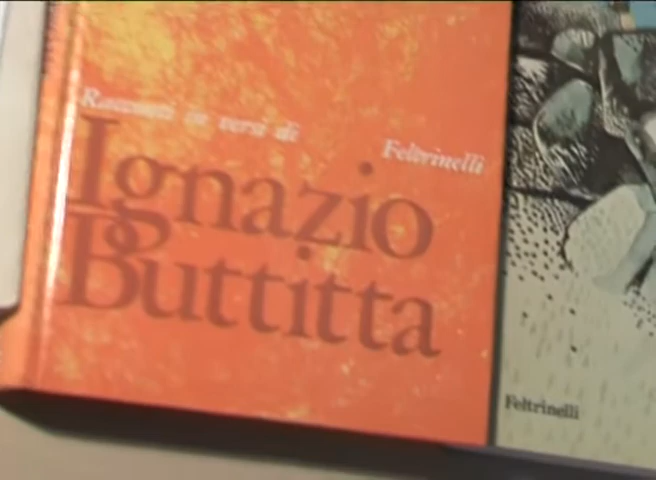 Racconti in versi di
Feltrinelli
Ignazio
Buttitta
Feltrinelli